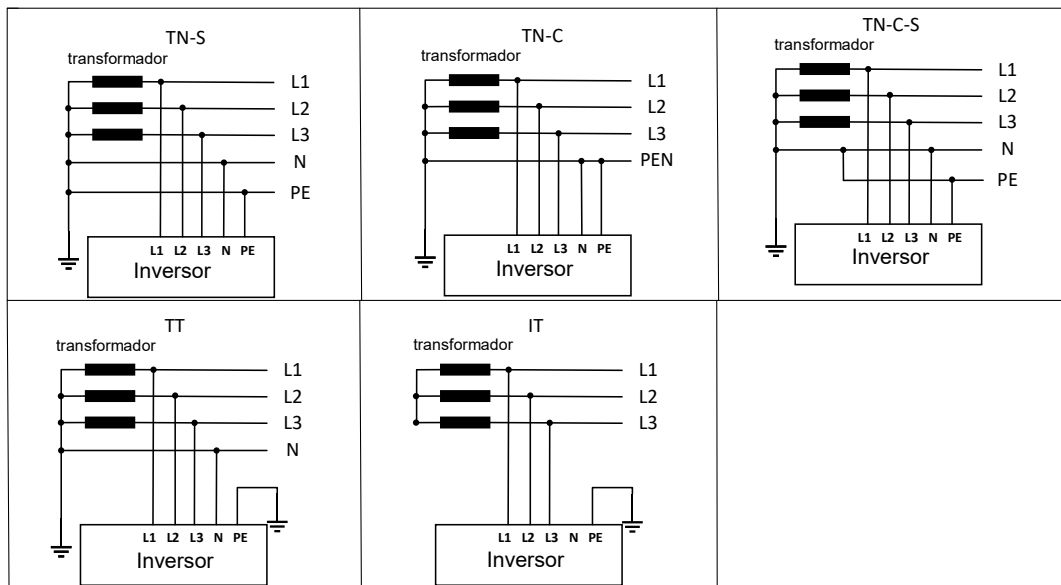 TN-S
transformador
L1
L2
L3
N
PE
L1 L2 L3 N PE
Inversor
TN-C
transformador
L1
L2
L3
PEN
L1 L2 L3 N PE
Inversor
TN-C-S
transformador
L1
L2
L3
N
PE
L1 L2 L3 N PE
Inversor
TT
transformador
L1
L2
L3
N
L1 L2 L3 N PE
Inversor
IT
transformador
L1
L2
L3
L1 L2 L3 N PE
Inversor